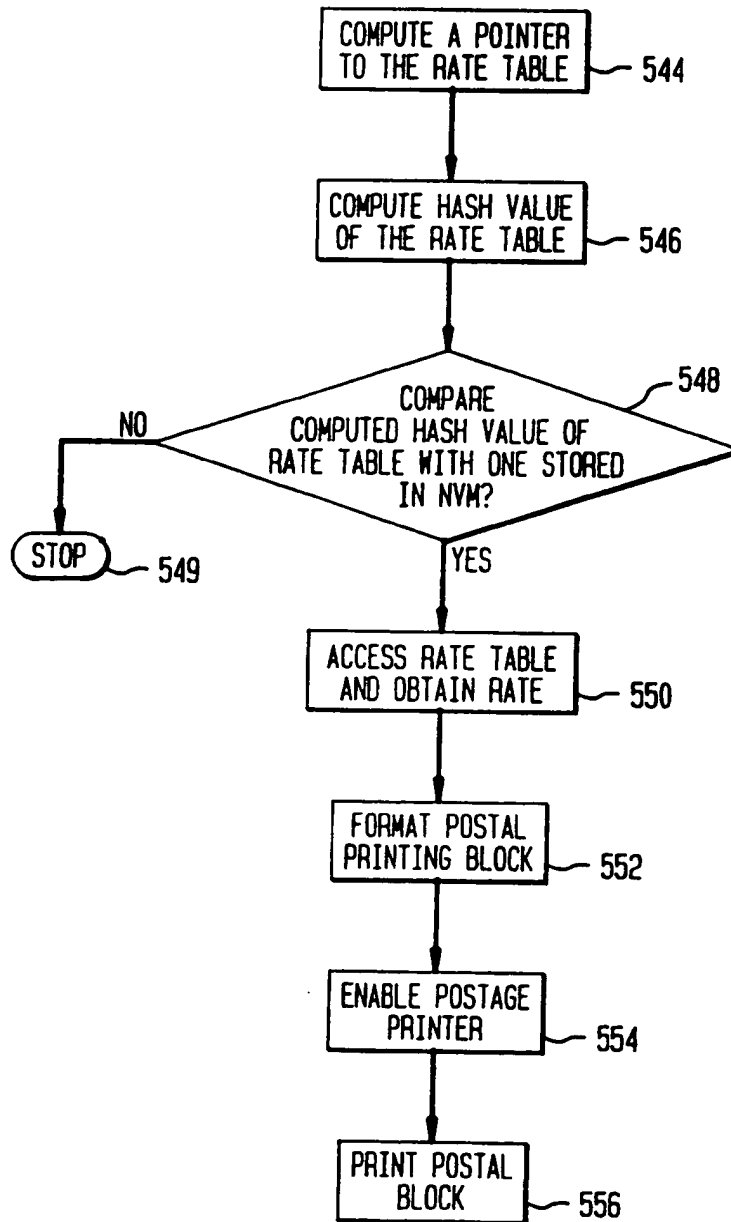 COMPUTE A POINTER
TO THE RATE TABLE
544
COMPUTE HASH VALUE
OF THE RATE TABLE
546
548
COMPARE
COMPUTED HASH VALUE OF
RATE TABLE WITH ONE STORED
IN NVM?
NO
STOP
549
YES
ACCESS RATE TABLE
AND OBTAIN RATE
550
FORMAT POSTAL
PRINTING BLOCK
552
ENABLE POSTAGE
PRINTER
554
PRINT POSTAL
BLOCK
556